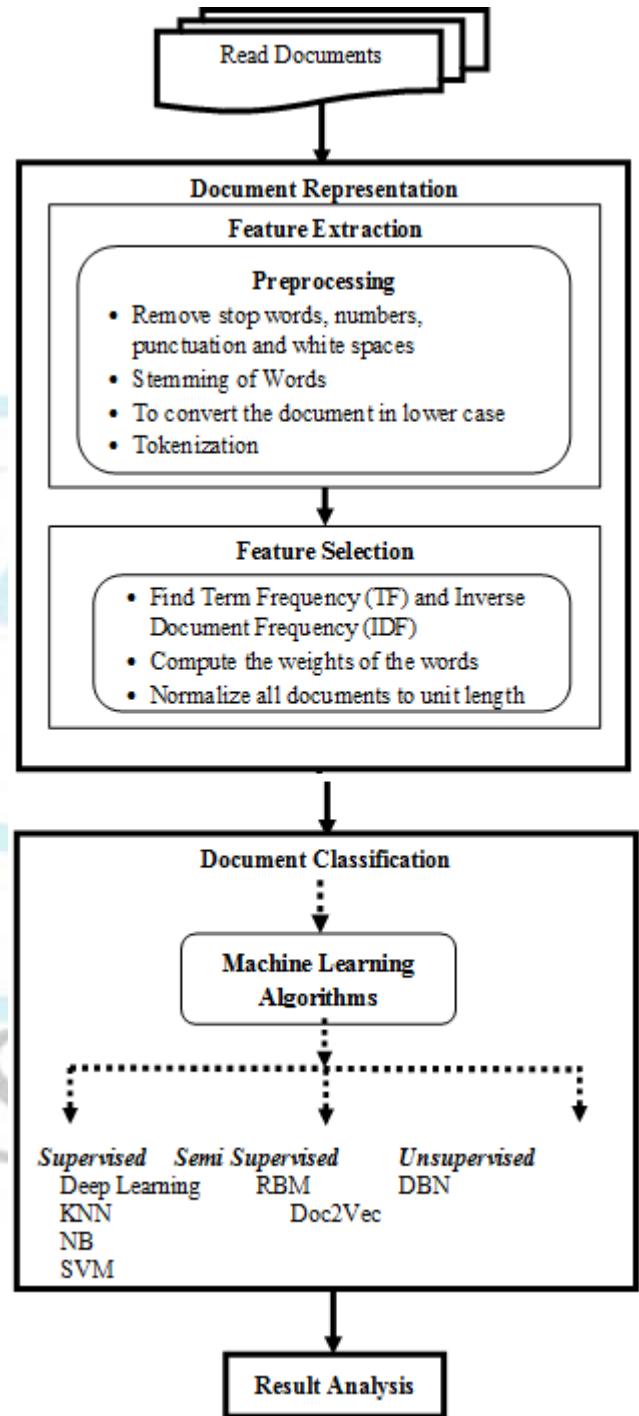 Read Documents
Document Representation
Feature Extraction
Preprocessing
• Remove stop words, numbers,
punctuation and white spaces
• Stemming of Words
• To convert the document in lower case
• Tokenization
Feature Selection
• Find Term Frequency (TF) and Inverse
Document Frequency (IDF)
• Compute the weights of the words
• Normalize all documents to unit length
Document Classification
Machine Learning
Algorithms
Supervised Semi Supervised Unsupervised
Deep Learning RBM DBN
KNN Doc2Vec
NB
SVM
Result Analysis